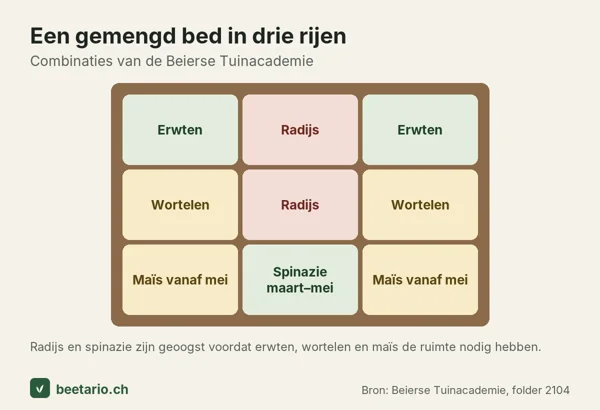 Een gemengd bed in drie rijen
Combinaties van de Beierse Tuinacademie
Erwten
Radijs
Erwten
Wortelen
Radijs
Wortelen
Maïs vanaf mei
Spinazie
maart–mei
Maïs vanaf mei
Radijs en spinazie zijn geoogst voordat erwten, wortelen en maïs de ruimte nodig hebben.
beetario.ch
Bron: Beierse Tuinacademie, folder 2104